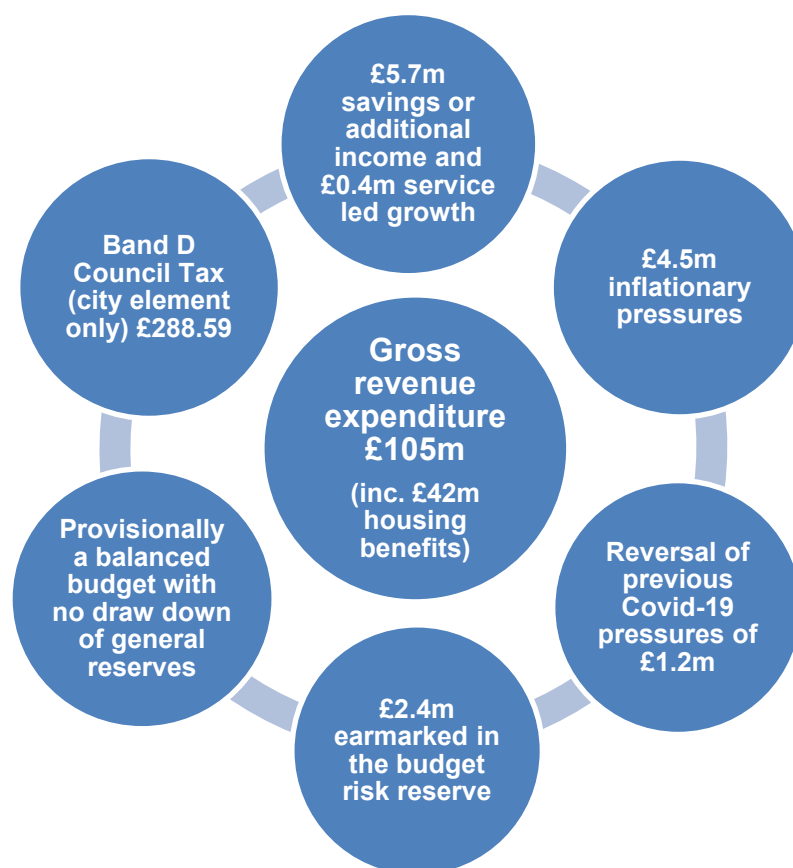 £5.7m
savings or
additional
income and
£0.4m service
led growth
£4.5m
inflationary
pressures
Reversal of
previous
Covid-19
pressures of
£1.2m
£2.4m
earmarked in
the budget
risk reserve
Provisionally
a balanced
budget with
no draw down
of general
reserves
Band D
Council Tax
(city element
only) £288.59
Gross
revenue
expenditure
£105m
(inc. £42m
housing
benefits)